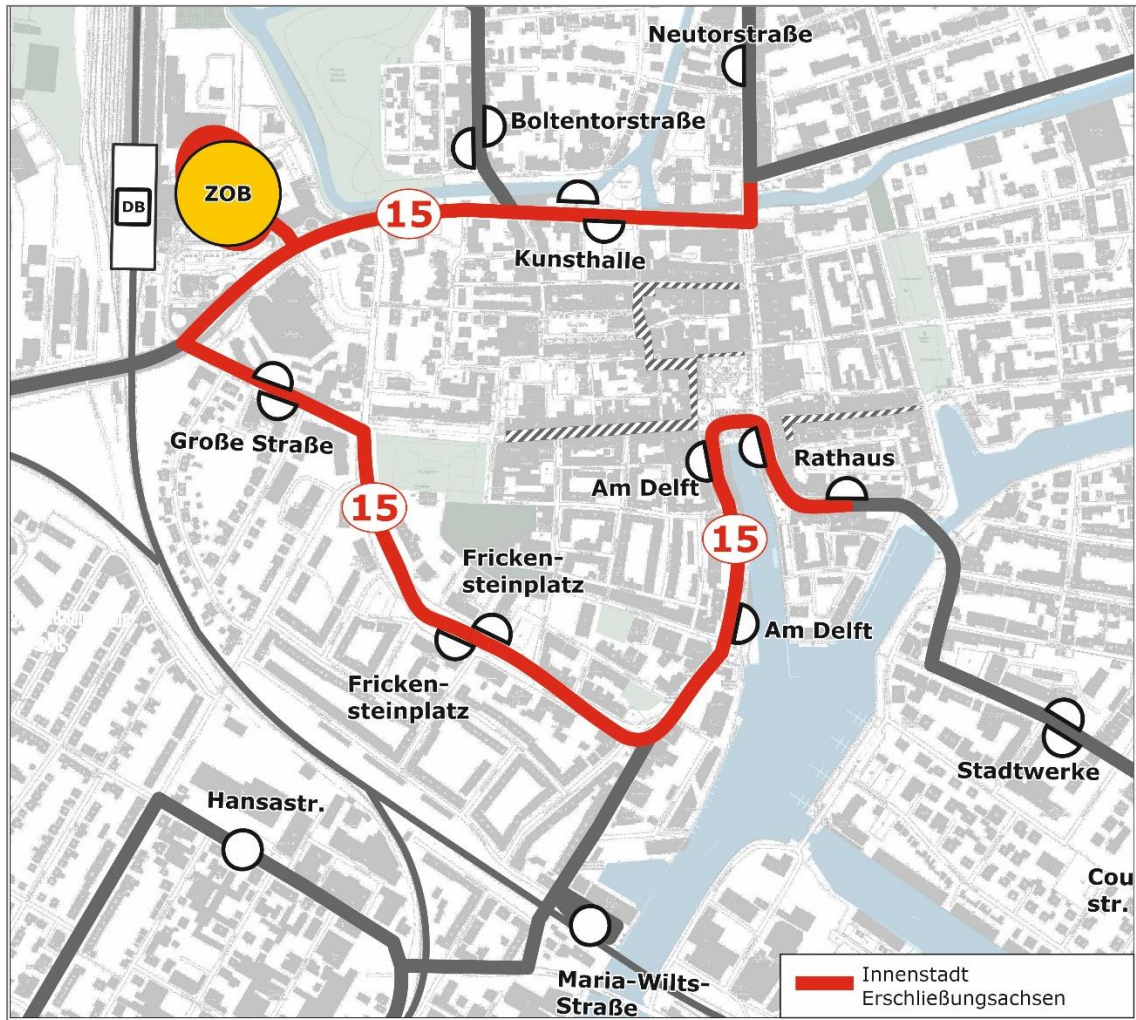 Neutorstraße
Boltentorstraße
DB
ZOB
15
Kunsthalle
Große Straße
Rathaus
Am Delft
15
15
Fricken-
steinplatz
Am Delft
Fricken-
steinplatz
Stadtwerke
Hansastr.
Cou
str.
Maria-Wilts-
Straße
Innenstadt
Erschließungsachsen